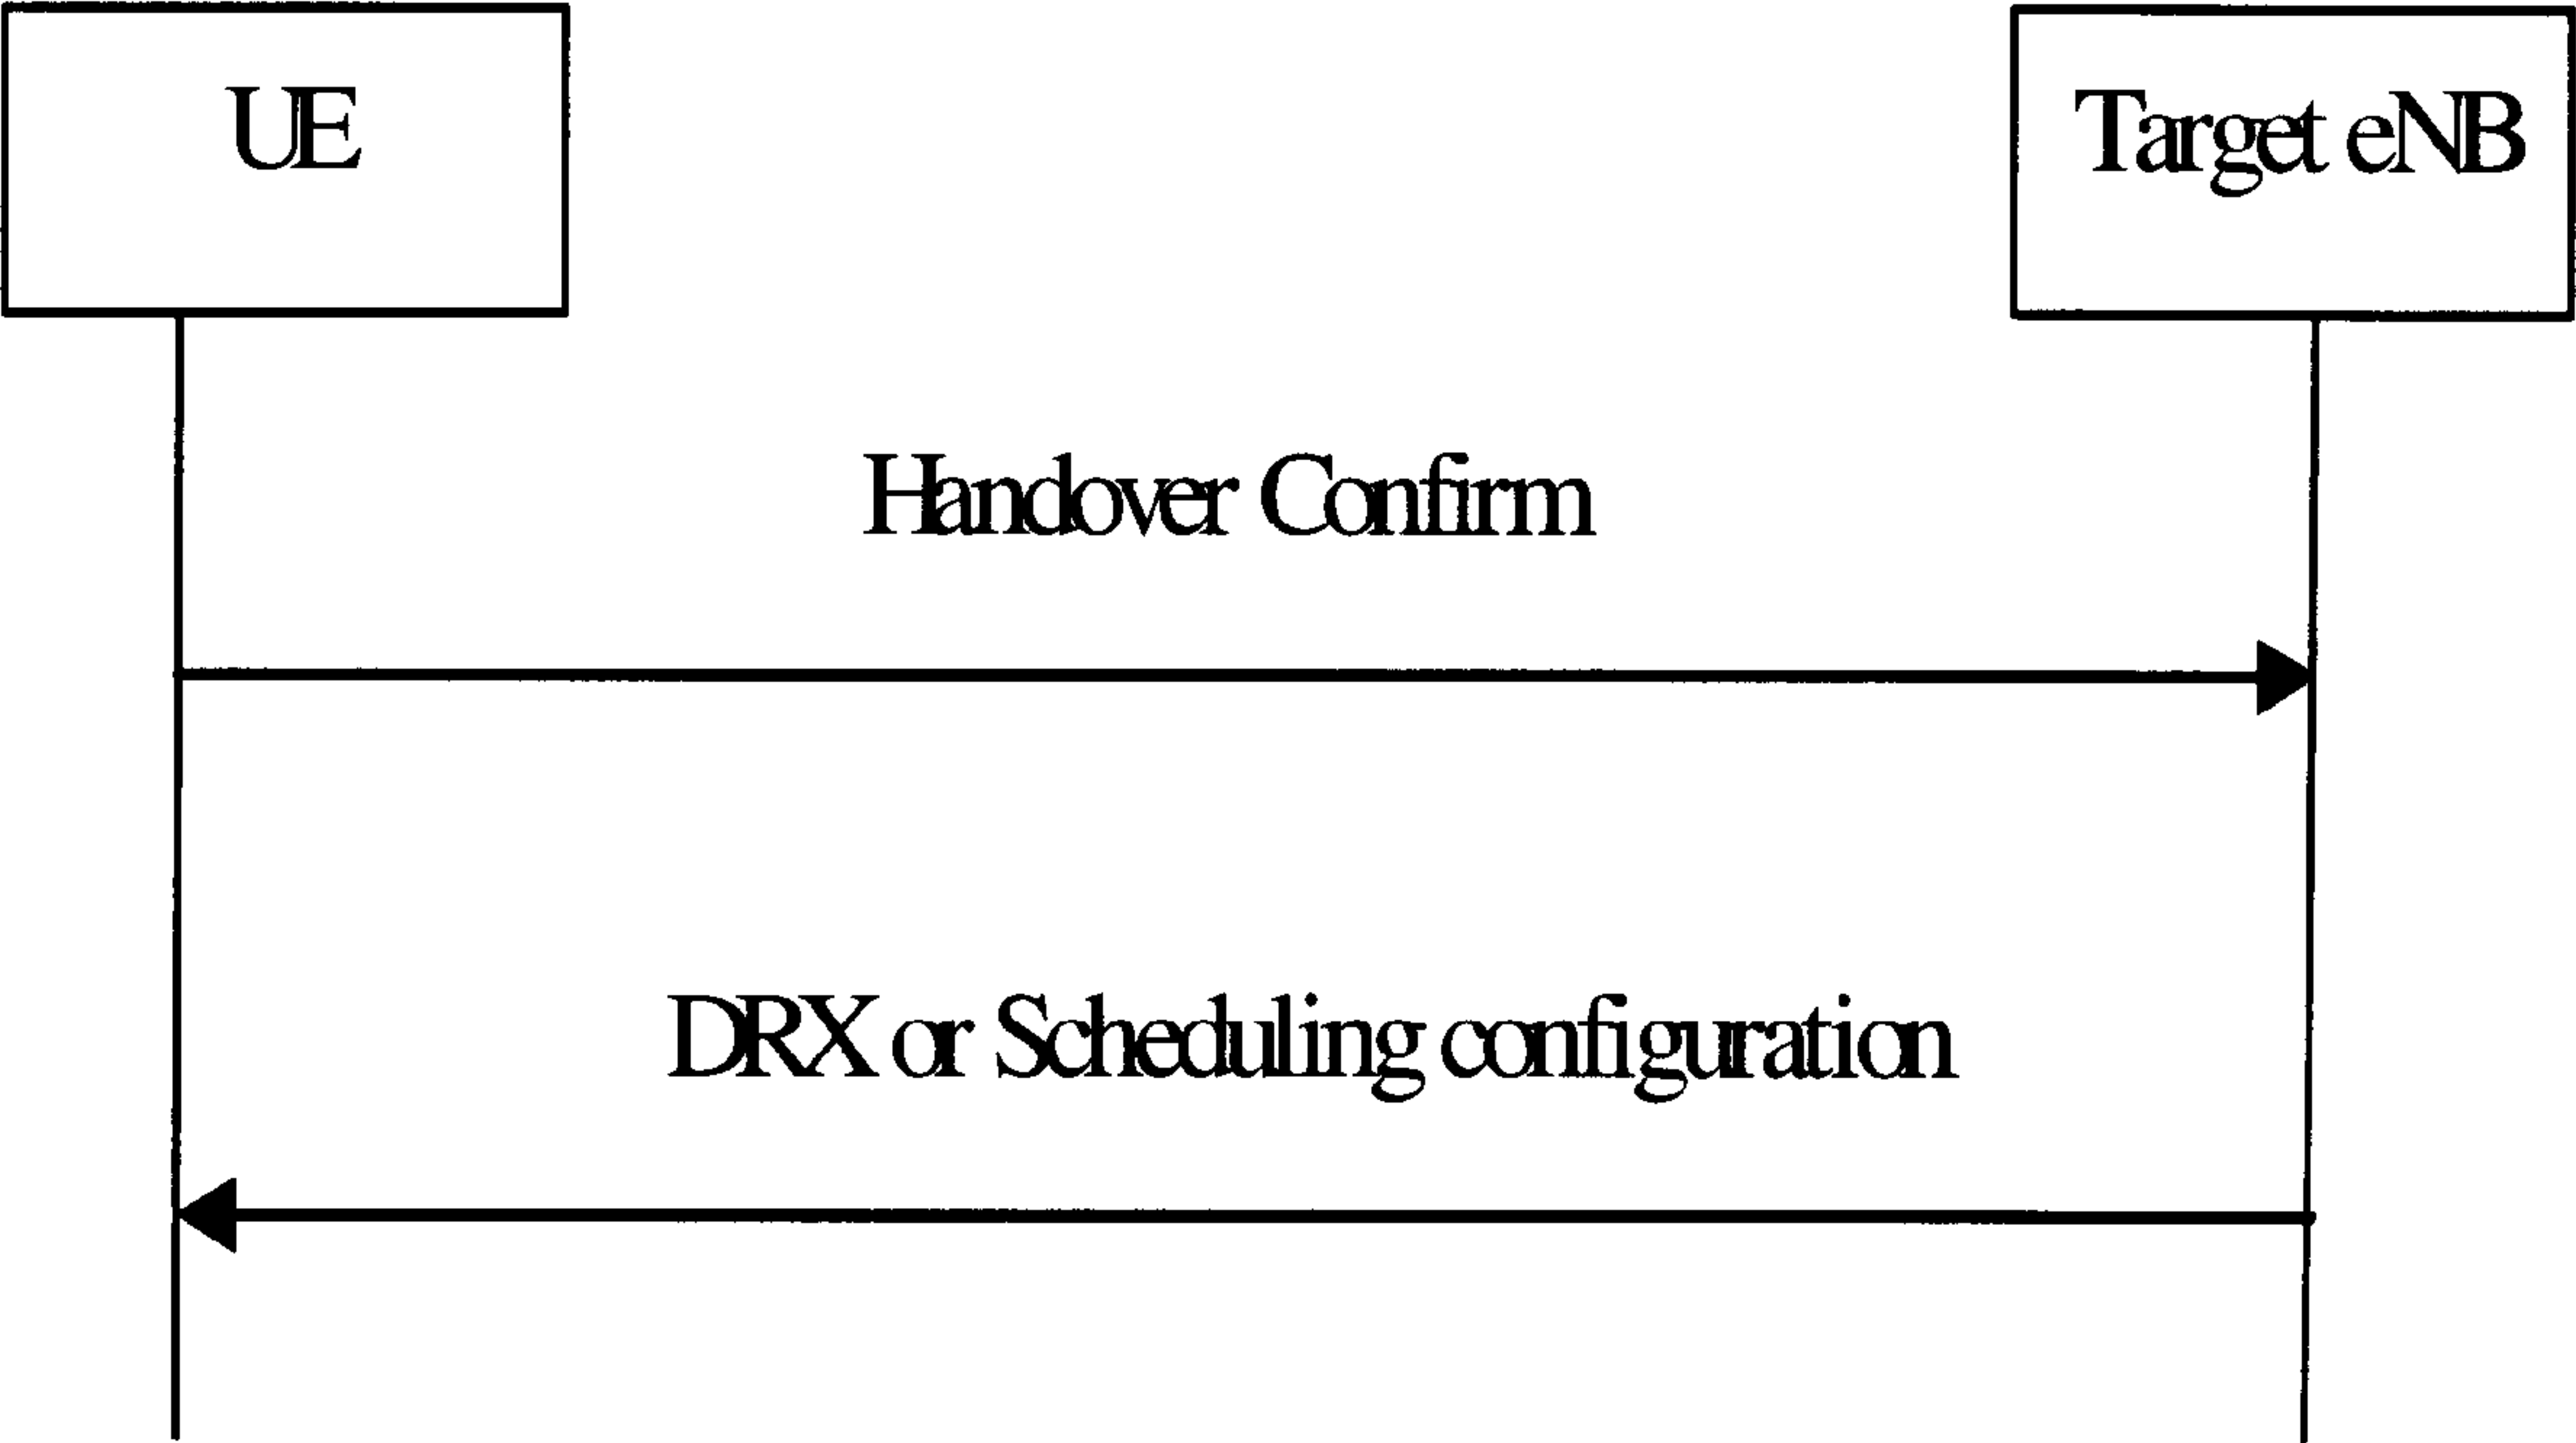 UE
Target eNB
Handover Confirm
DRX or Scheduling configuration